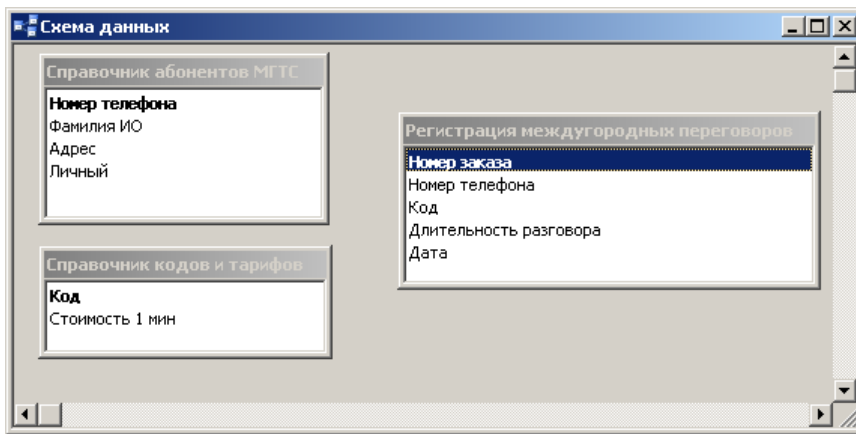 Схема данных
Справочник абонентов МГТС
Номер телефона
Фамилия ИО
Адрес
Личный
Регистрация междугородных переговоров
Номер заказа
Номер телефона
Код
Длительность разговора
Дата
Справочник кодов и тарифов
Код
Стоимость 1 мин